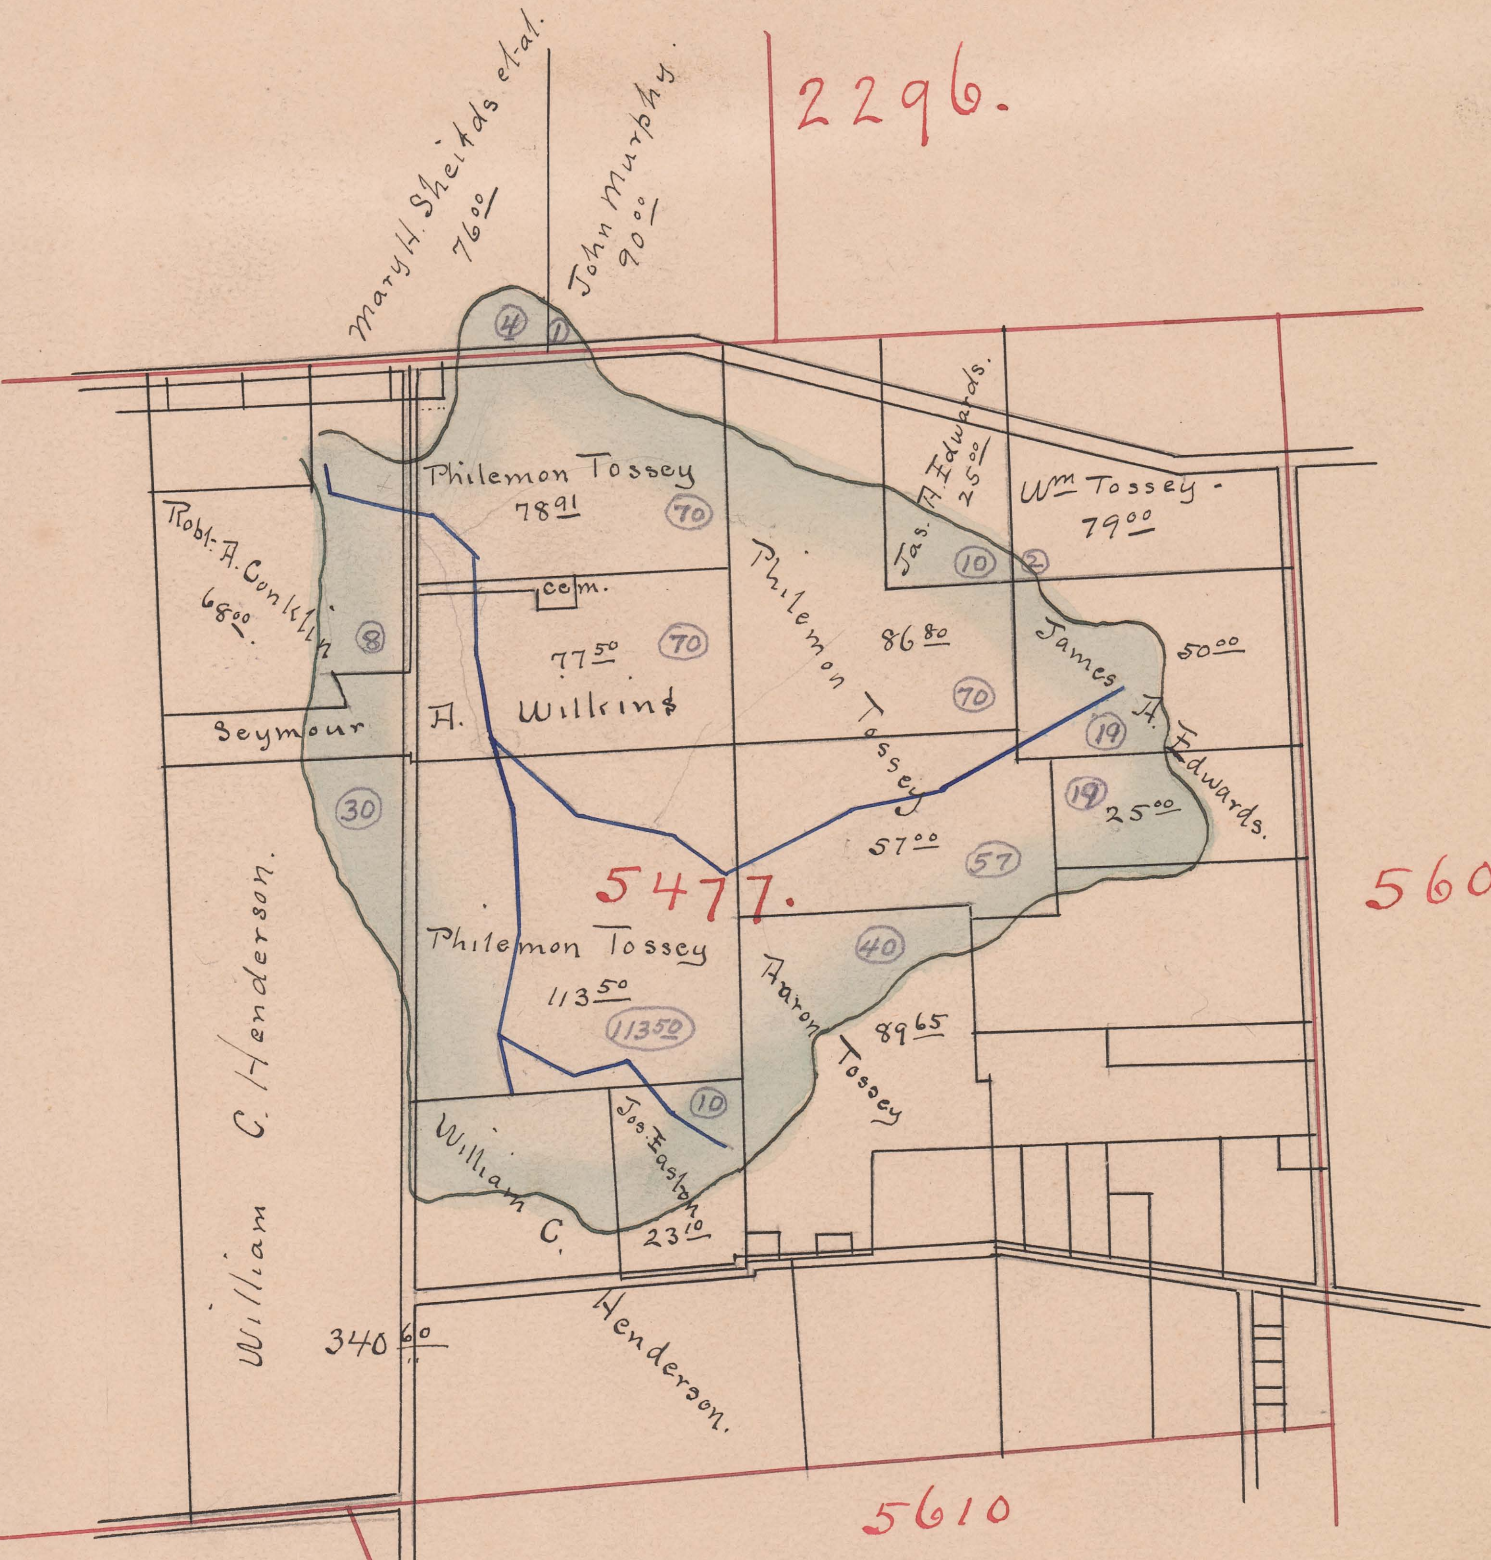 2296.
Mary H. Sheilds et-al.
76 00
John Murphy.
90 00
4
1
Jas. A. Edwards.
25 00
10
Wm Tossey.
79 00
2
Philemon Tossey
78 91
70
Robt. A. Conklin
68 00.
8
cem.
77 50
70
A. Wilkins
Philemon Tossey
86 80
70
James A. Edwards.
50 00
19
Seymour
30
19
25 00
57 00
57
5477.
560
Philemon Tossey
113 50
113 50
40
Aaron Tossey
89 65
10
Jos. Easton
23 10
William C. Henderson.
William C. Henderson.
340 60
5610